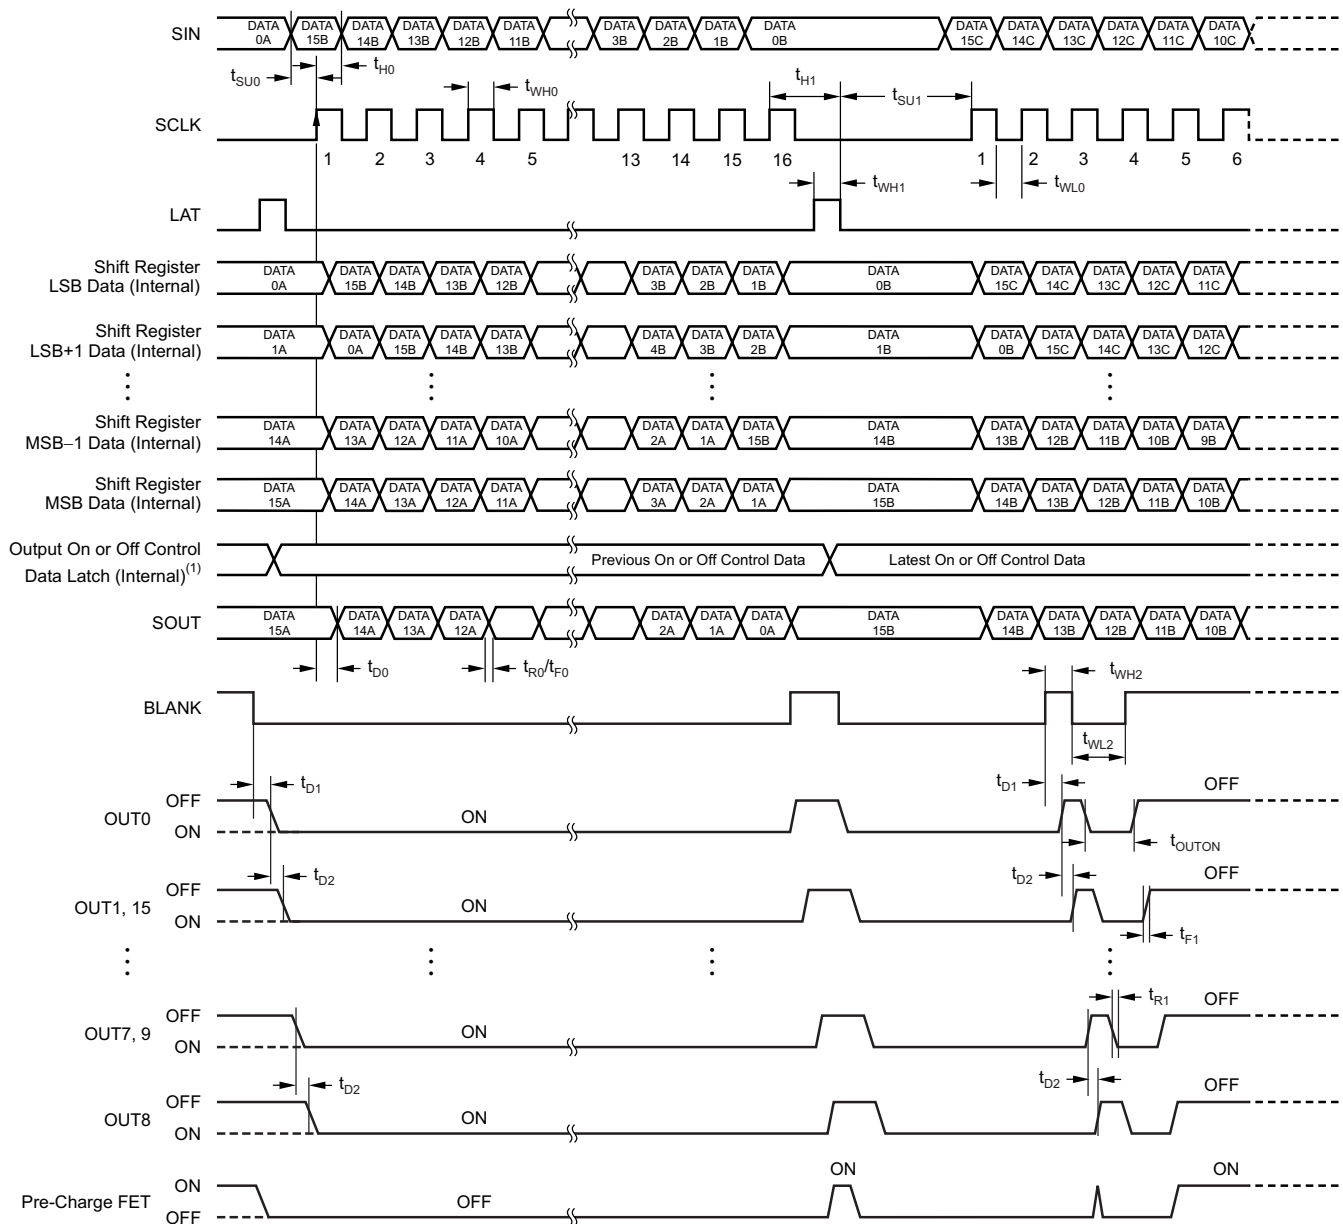 SIN
DATA 0A DATA 15B DATA 14B DATA 13B DATA 12B DATA 11B DATA 3B DATA 2B DATA 1B DATA 0B DATA 15C DATA 14C DATA 13C DATA 12C DATA 11C DATA 10C
tSU0 tH0 tWH0 tH1 tSU1
SCLK
1 2 3 4 5 13 14 15 16 1 2 3 4 5 6
tWH1 tWL0
LAT
Shift Register
LSB Data (Internal)
DATA 0A DATA 15B DATA 14B DATA 13B DATA 12B DATA 3B DATA 2B DATA 1B DATA 0B DATA 15C DATA 14C DATA 13C DATA 12C DATA 11C
Shift Register
LSB+1 Data (Internal)
DATA 1A DATA 0A DATA 15B DATA 14B DATA 13B DATA 4B DATA 3B DATA 2B DATA 1B DATA 0B DATA 15C DATA 14C DATA 13C DATA 12C
Shift Register
MSB−1 Data (Internal)
DATA 14A DATA 13A DATA 12A DATA 11A DATA 10A DATA 2A DATA 1A DATA 15B DATA 14B DATA 13B DATA 12B DATA 11B DATA 10B DATA 9B
Shift Register
MSB Data (Internal)
DATA 15A DATA 14A DATA 13A DATA 12A DATA 11A DATA 3A DATA 2A DATA 1A DATA 15B DATA 14B DATA 13B DATA 12B DATA 11B DATA 10B
Output On or Off Control
Data Latch (Internal)(1)
Previous On or Off Control Data Latest On or Off Control Data
SOUT
DATA 15A DATA 14A DATA 13A DATA 12A DATA 2A DATA 1A DATA 0A DATA 15B DATA 14B DATA 13B DATA 12B DATA 11B DATA 10B
tD0 tR0/tF0 tWH2
BLANK
tWL2
tD1 tD1 OFF
OFF
OUT0 ON
ON
tOUTON
tD2 tD2 OFF
OFF
OUT1, 15 ON
ON
tF1
tR1 OFF
OFF
OUT7, 9 ON
ON
tD2 tD2 OFF
OFF
OUT8 ON
ON
ON ON
ON
Pre-Charge FET OFF
OFF